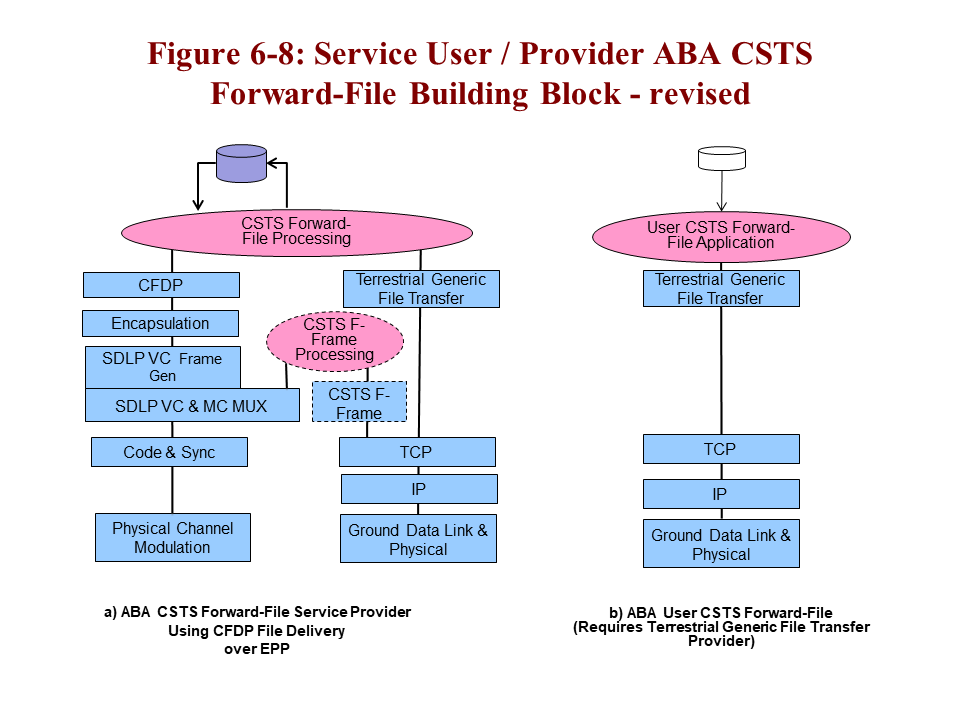 Figure 6-8: Service User / Provider ABA CSTS
Forward-File Building Block - revised
CSTS Forward-
File Processing
CFDP
Encapsulation
SDLP VC Frame
Gen
SDLP VC & MC MUX
Code & Sync
Physical Channel
Modulation
Terrestrial Generic
File Transfer
CSTS F-
Frame
Processing
CSTS F-
Frame
TCP
IP
Ground Data Link &
Physical
a) ABA CSTS Forward-File Service Provider
Using CFDP File Delivery
over EPP
User CSTS Forward-
File Application
Terrestrial Generic
File Transfer
TCP
IP
Ground Data Link &
Physical
b) ABA User CSTS Forward-File
(Requires Terrestrial Generic File Transfer
Provider)